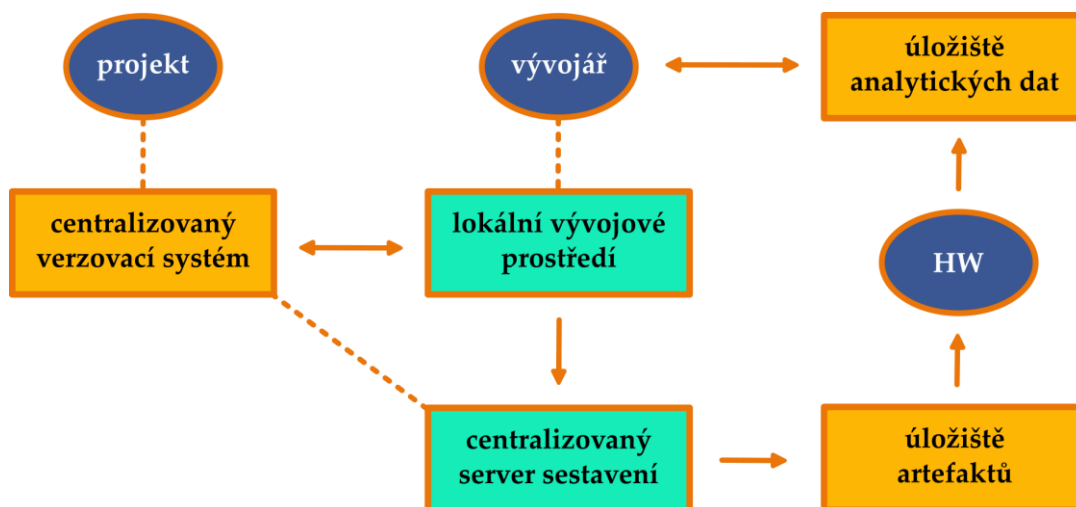 projekt
vývojář
úložiště
analytických dat
centralizovaný
verzovací systém
lokální vývojové
prostředí
HW
centralizovaný
server sestavení
úložiště
artefaktů